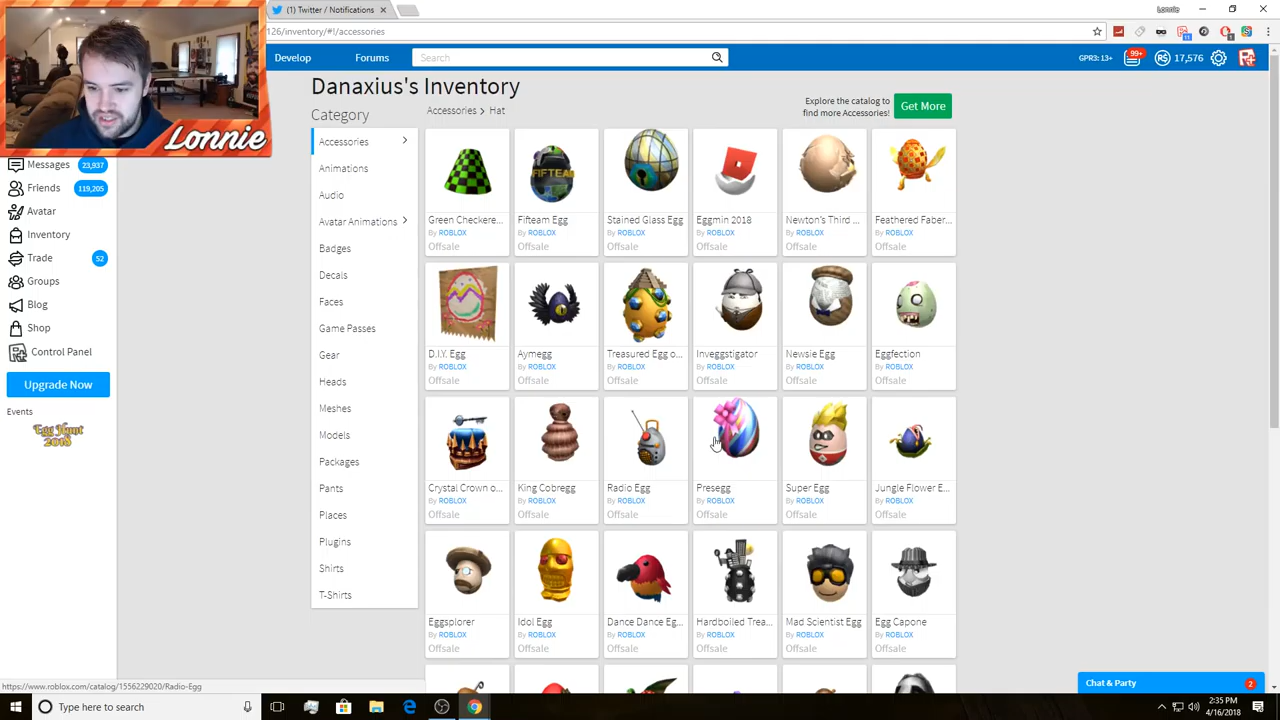 (1) Twitter / Notifications
Lonnie
126/inventory/#!/accessories
Develop
Forums
Search
GPR3: 13+
99+
17,576
Lonnie
Danaxius's Inventory
Category
Accessories > Hat
Explore the catalog to
find more Accessories!
Get More
Messages 23,937
Friends 119,205
Avatar
Inventory
Trade 52
Groups
Blog
Shop
Control Panel
Upgrade Now
Events
Egg Hunt
2018
Accessories
Animations
Audio
Avatar Animations
Badges
Decals
Faces
Game Passes
Gear
Heads
Meshes
Models
Packages
Pants
Places
Plugins
Shirts
T-Shirts
FIFTEAM
Green Checkere... Fifteam Egg Stained Glass Egg Eggmin 2018 Newton's Third ... Feathered Faber...
By ROBLOX By ROBLOX By ROBLOX By ROBLOX By ROBLOX By ROBLOX
Offsale Offsale Offsale Offsale Offsale Offsale
D.I.Y. Egg Aymegg Treasured Egg o... Inveggstigator Newsie Egg Eggfection
By ROBLOX By ROBLOX By ROBLOX By ROBLOX By ROBLOX By ROBLOX
Offsale Offsale Offsale Offsale Offsale Offsale
Crystal Crown o... King Cobregg Radio Egg Presegg Super Egg Jungle Flower E...
By ROBLOX By ROBLOX By ROBLOX By ROBLOX By ROBLOX By ROBLOX
Offsale Offsale Offsale Offsale Offsale Offsale
Eggsplorer Idol Egg Dance Dance Eg... Hardboiled Trea... Mad Scientist Egg Egg Capone
By ROBLOX By ROBLOX By ROBLOX By ROBLOX By ROBLOX By ROBLOX
Offsale Offsale Offsale Offsale Offsale Offsale
https://www.roblox.com/catalog/1556229020/Radio-Egg
Chat & Party 2
Type here to search
2:35 PM
4/16/2018